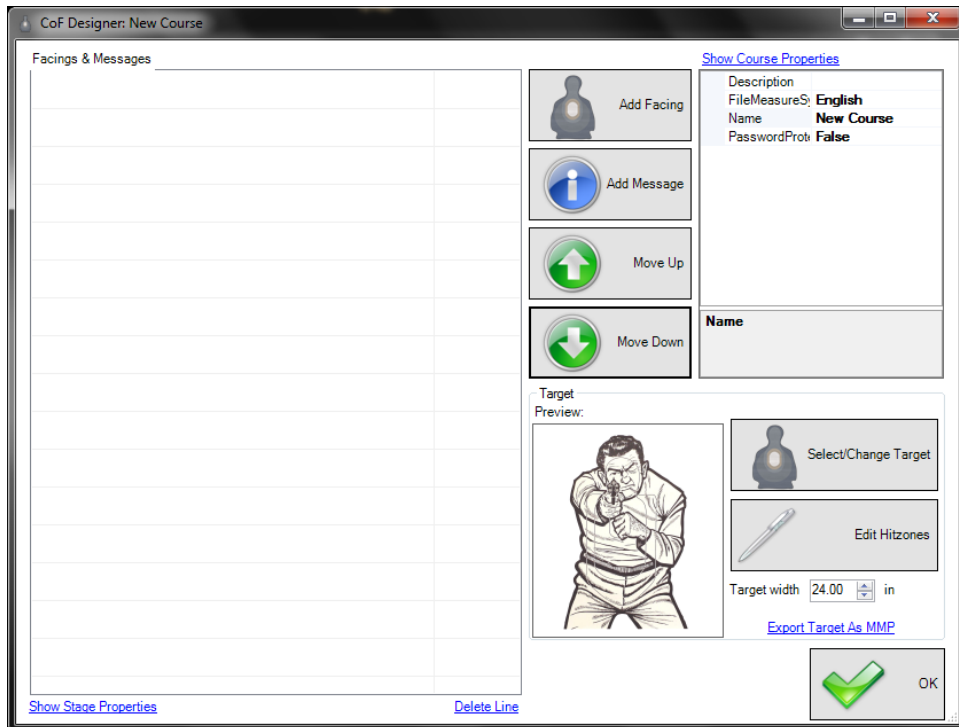 CoF Designer: New Course
Facings & Messages
Show Course Properties
Add Facing
Description
FileMeasureSy English
Name New Course
PasswordProte False
Add Message
Move Up
Name
Move Down
Target
Preview:
Select/Change Target
Edit Hitzones
Target width 24.00 in
Export Target As MMP
OK
Show Stage Properties
Delete Line